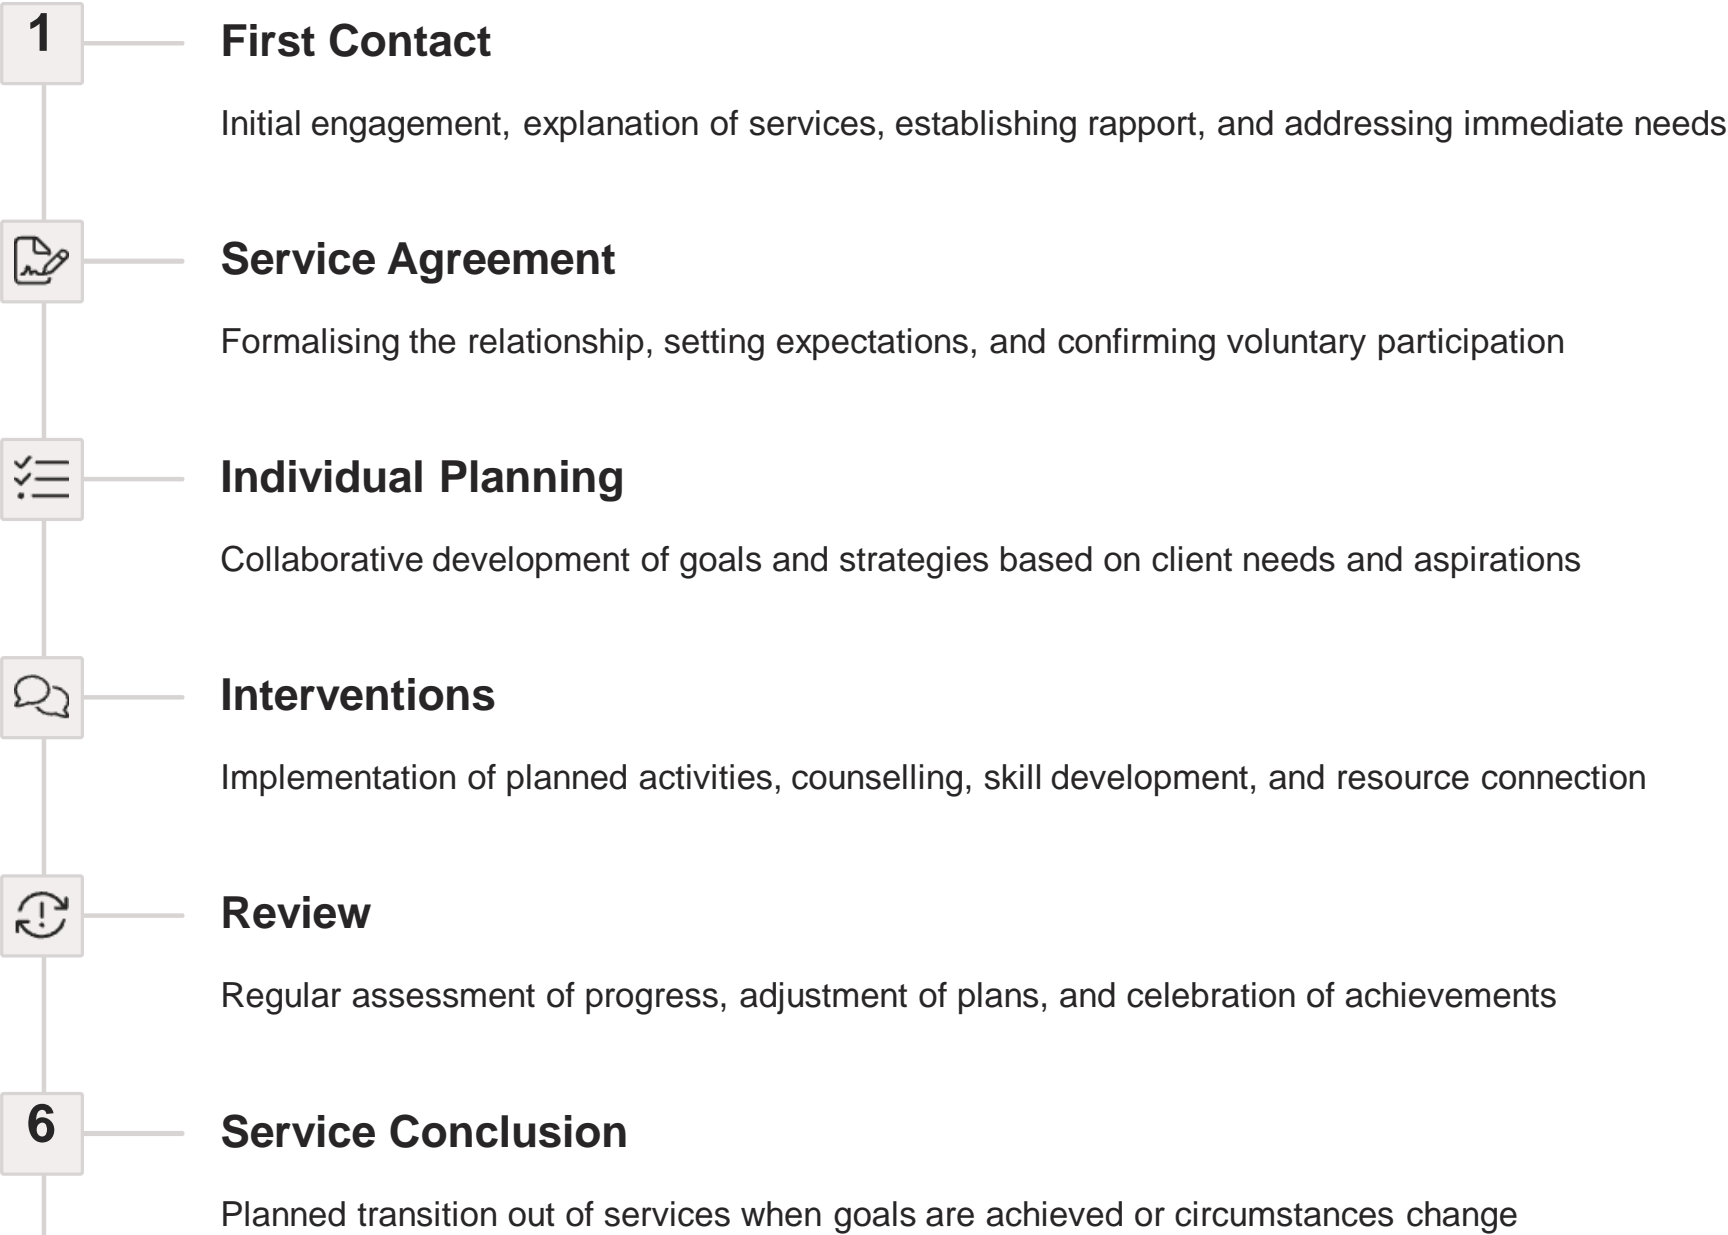 1
First Contact
Initial engagement, explanation of services, establishing rapport, and addressing immediate needs
Service Agreement
Formalising the relationship, setting expectations, and confirming voluntary participation
Individual Planning
Collaborative development of goals and strategies based on client needs and aspirations
Interventions
Implementation of planned activities, counselling, skill development, and resource connection
Review
Regular assessment of progress, adjustment of plans, and celebration of achievements
6
Service Conclusion
Planned transition out of services when goals are achieved or circumstances change